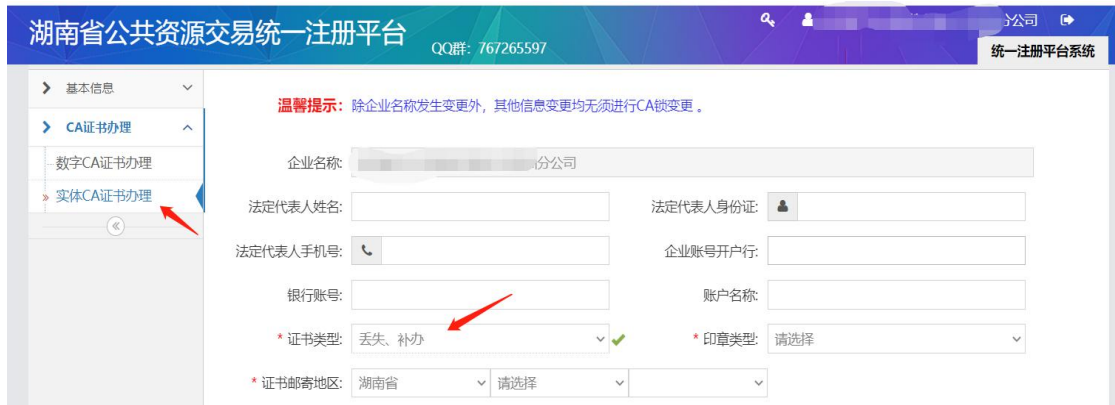 公司
湖南省公共资源交易统一注册平台
QQ群：767265597
统一注册平台系统
基本信息
温馨提示：除企业名称发生变更外，其他信息变更均无须进行CA锁变更。
CA证书办理
数字CA证书办理
企业名称: 分公司
实体CA证书办理
法定代表人姓名: 法定代表人身份证:
法定代表人手机号: 企业账号开户行:
银行账号: 账户名称:
* 证书类型: 丢失、补办 * 印章类型: 请选择
* 证书邮寄地区: 湖南省 请选择